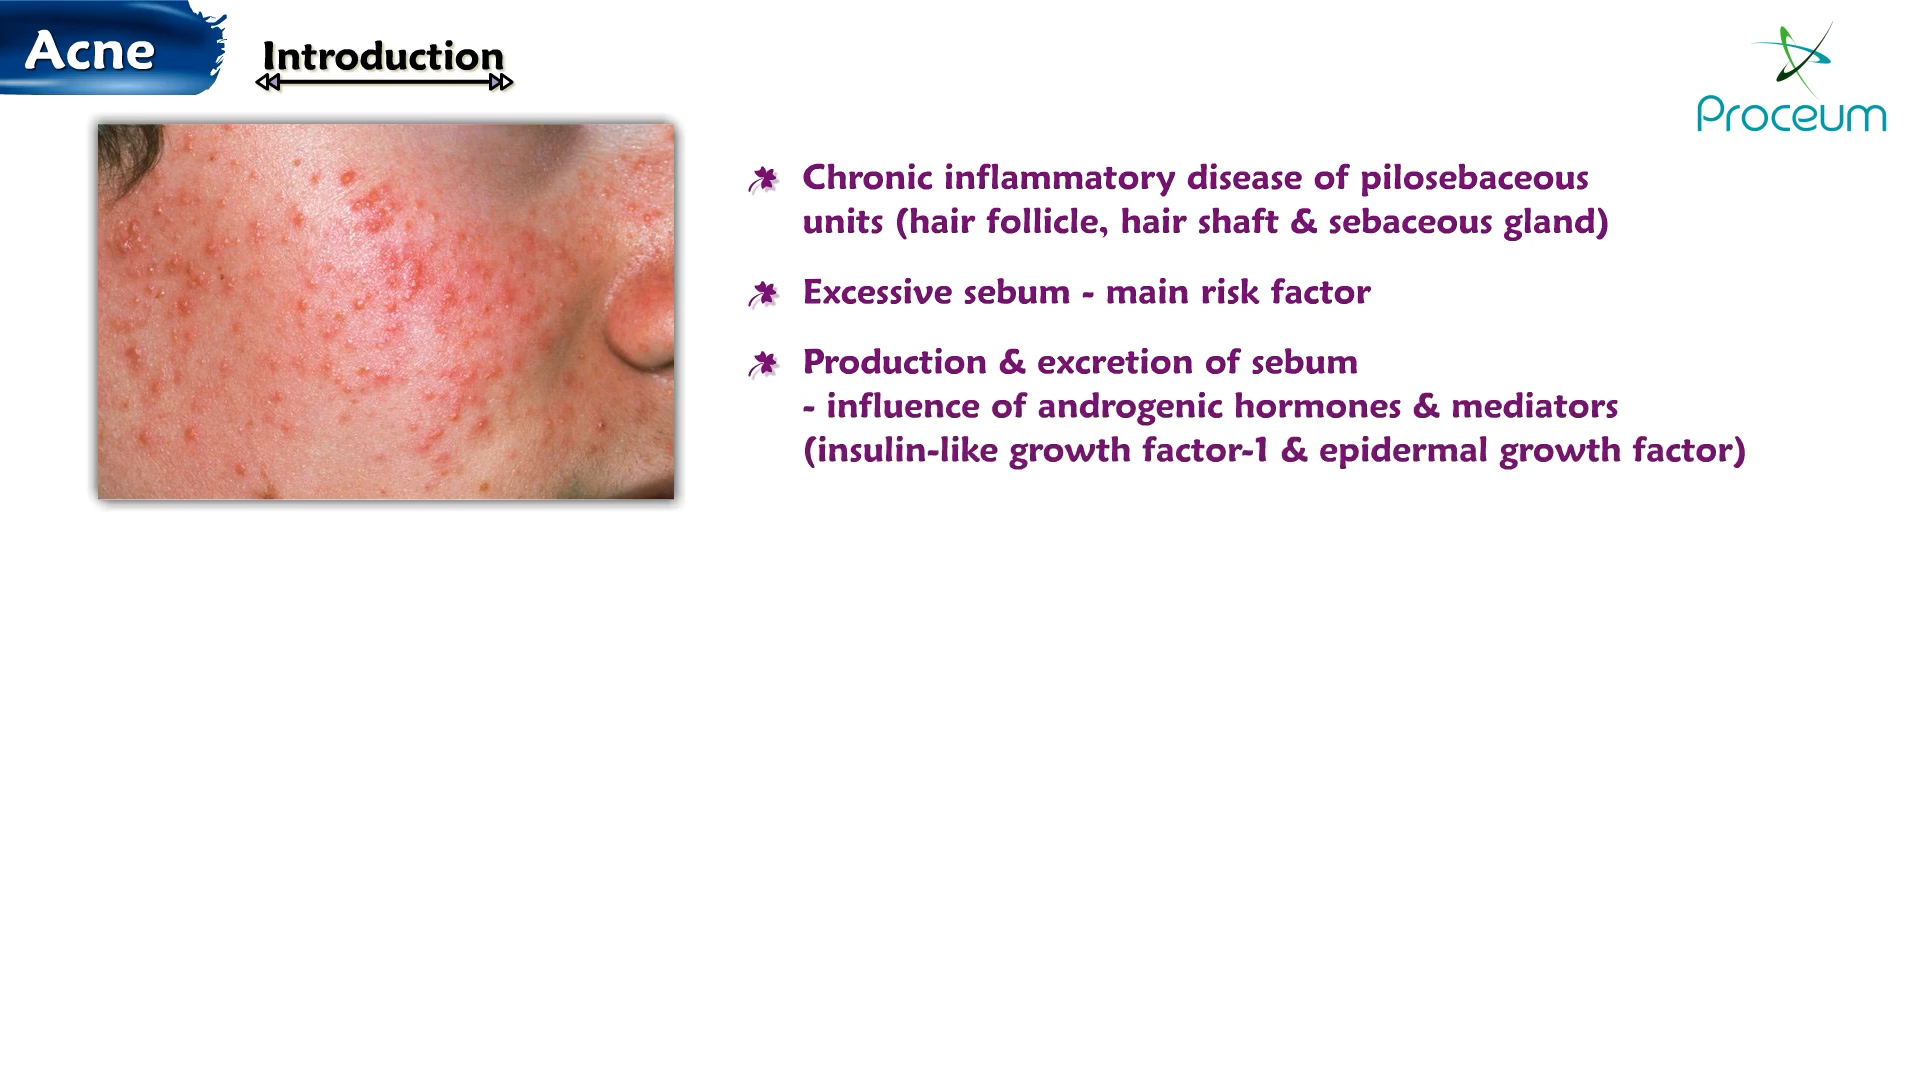 Acne
Introduction
Proceum
Chronic inflammatory disease of pilosebaceous
units (hair follicle, hair shaft & sebaceous gland)
Excessive sebum - main risk factor
Production & excretion of sebum
- influence of androgenic hormones & mediators
(insulin-like growth factor-1 & epidermal growth factor)